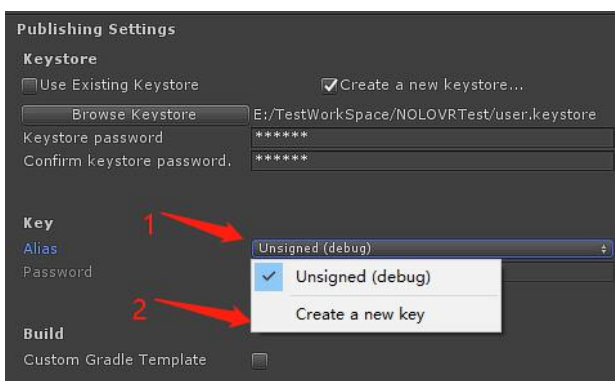 Publishing Settings
Keystore
Use Existing Keystore Create a new keystore...
Browse Keystore E:/TestWorkSpace/NOLOVRTest/user.keystore
Keystore password ******
Confirm keystore password. ******
Key 1
Alias Unsigned (debug)
Password Unsigned (debug)
2 Create a new key
Build
Custom Gradle Template